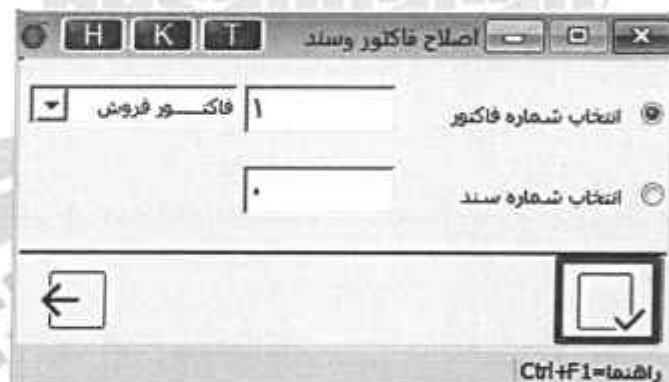 اصلاح فاکتور وسند H K T
انتخاب شماره فاکتور ۱ فاکتـــور فروش
انتخاب شماره سند ۰
راهنما=Ctrl+F1